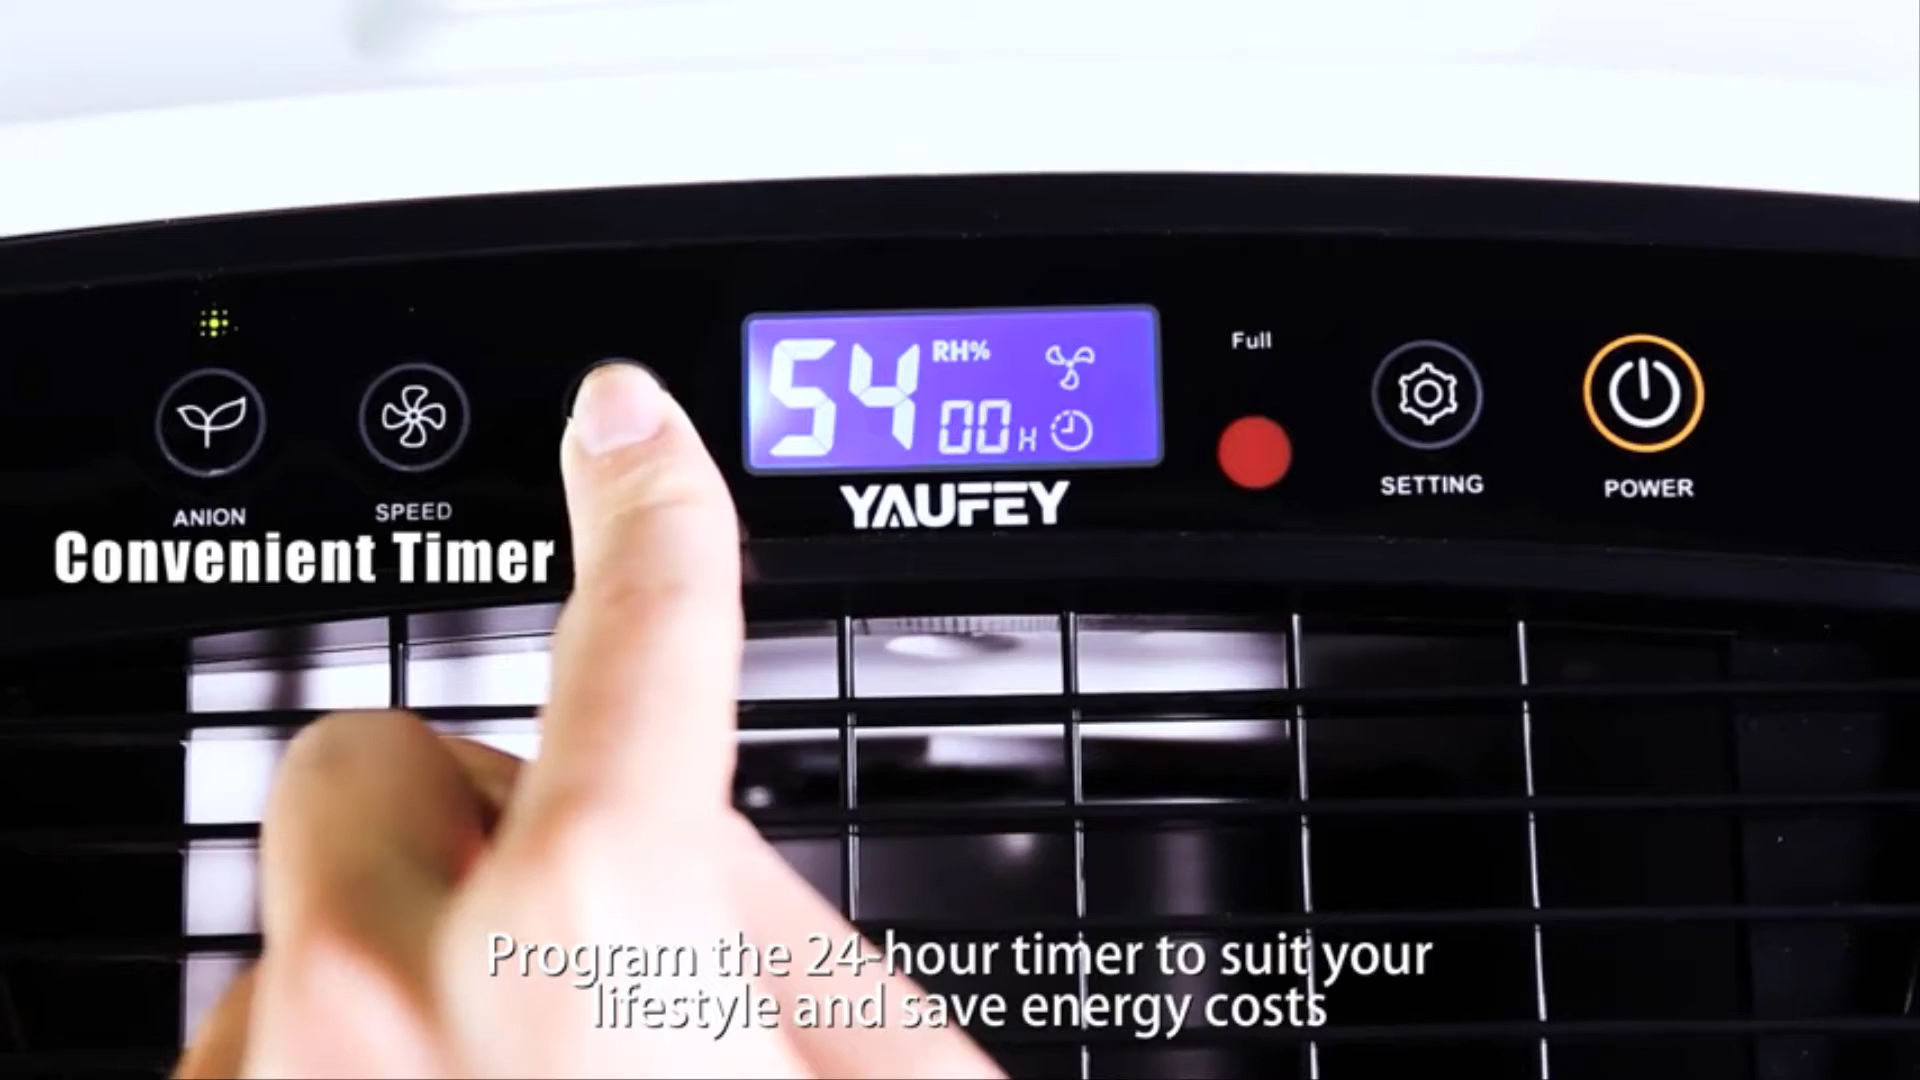 Full
54 RH%
00 H
ANION
SPEED
SETTING
POWER
YAUFEY
Convenient Timer
Program the 24-hour timer to suit your
lifestyle and save energy costs